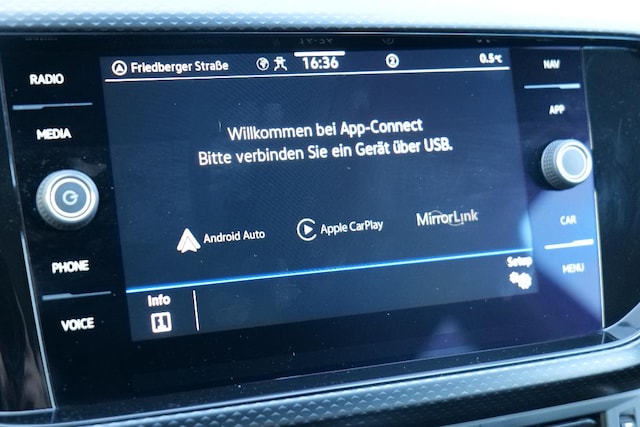 RADIO
MEDIA
PHONE
VOICE
Friedberger Straße 16:36 2 0.5°C
Willkommen bei App-Connect
Bitte verbinden Sie ein Gerät über USB.
Android Auto Apple CarPlay MirrorLink
Info Setup
NAV
APP
CAR
MENU